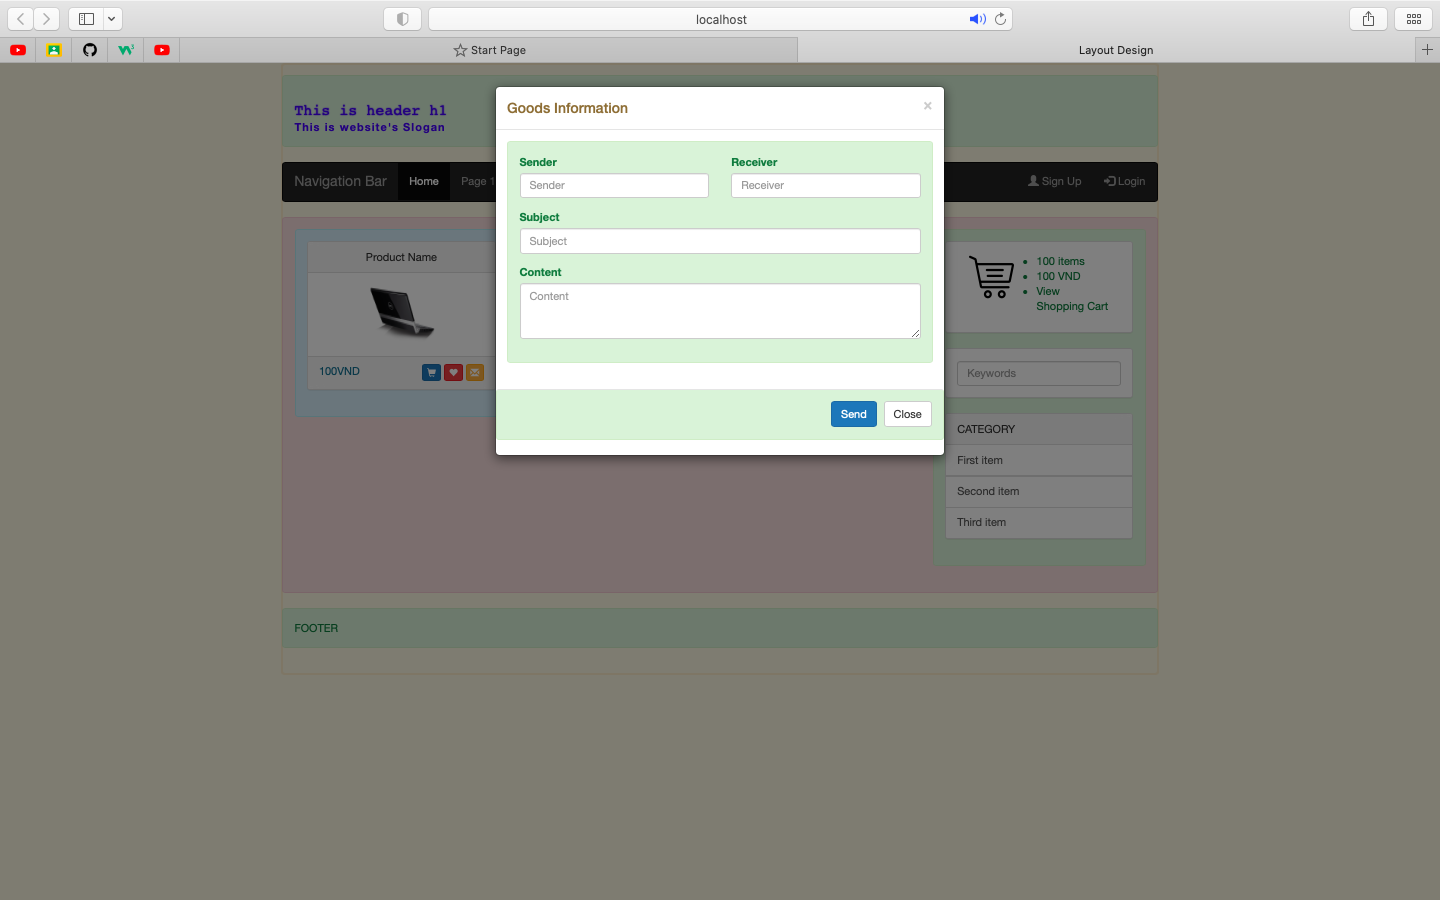 localhost
Start Page
Layout Design
This is header h1
This is website's Slogan
Navigation Bar
Home
Page 1
Sign Up
Login
Goods Information
×
Sender
Receiver
Sender
Receiver
Subject
Subject
Content
Content
Send
Close
Product Name
100VND
100 items
100 VND
View
Shopping Cart
Keywords
CATEGORY
First item
Second item
Third item
FOOTER